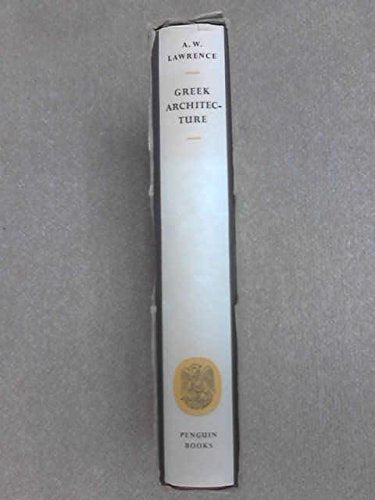 A. W.
LAWRENCE
GREEK
ARCHITEC-
TURE
PENGUIN
BOOKS